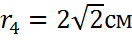 r₄ = 2√2см